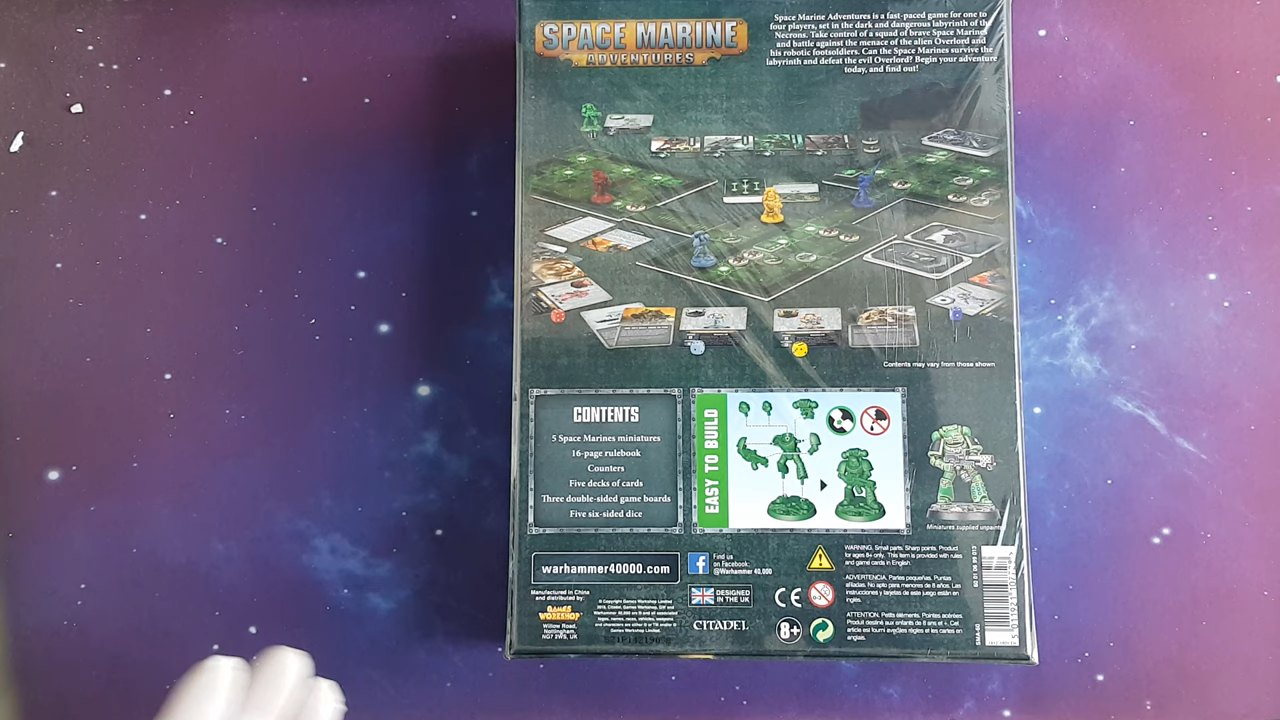 SPACE MARINE
ADVENTURES
Space Marine Adventures is a fast-paced game for one to
four players, set in the dark and dangerous labyrinth of the
Necrons. Take control of a squad of brave Space Marines
and battle against the menace of the alien Overlord and
his robotic footsoldiers. Can the Space Marines survive the
labyrinth and defeat the evil Overlord? Begin your adventure
today, and find out!
Contents may vary from those shown
CONTENTS
5 Space Marines miniatures
16-page rulebook
Counters
Five decks of cards
Three double-sided game boards
Five six-sided dice
EASY TO BUILD
Miniatures supplied
warhammer40000.com
Find us
on Facebook:
@Warhammer 40,000
Manufactured in China
and distributed by:
GAMES
WORKSHOP
Willow Road,
Nottingham,
NG7 2WS, UK
DESIGNED
IN THE UK
CITADEL
CE
0-3
8+
WARNING. Small parts. Sharp points. Product
for ages 8+ only. This item is provided with rules
and game cards in English.
ADVERTENCIA. Partes pequeñas. Puntas
afiladas. No apto para menores de 8 años. Las
instrucciones y tarjetas de este juego están en
inglés.
ATTENTION. Petits éléments. Pointes acérées.
Produit destiné aux enfants de 8 ans et +. Cet
article est fourni avec règles et les cartes en
anglais.
SMA-60